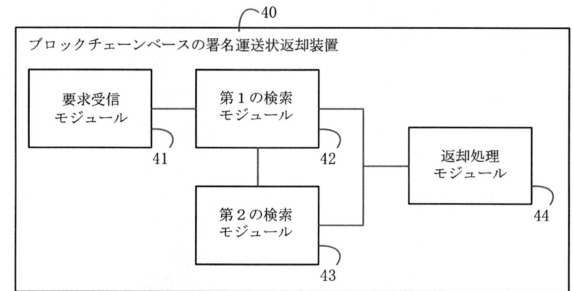 40
ブロックチェーンベースの署名運送状返却装置
要求受信
モジュール
41
第１の検索
モジュール
42
第２の検索
モジュール
43
返却処理
モジュール
44